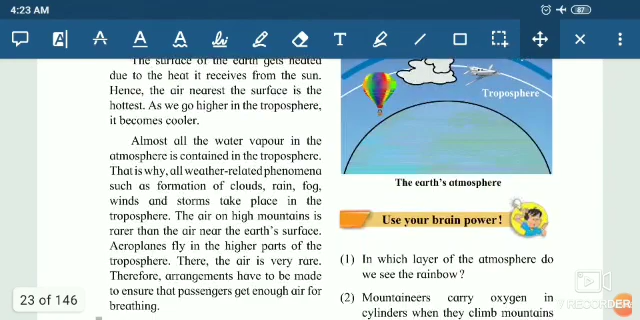 4:23 AM
87
The surface of the earth gets heated
due to the heat it receives from the sun.
Hence, the air nearest the surface is the
hottest. As we go higher in the troposphere,
it becomes cooler.
Almost all the water vapour in the
atmosphere is contained in the troposphere.
That is why, all weather-related phenomena
such as formation of clouds, rain, fog,
winds and storms take place in the
troposphere. The air on high mountains is
rarer than the air near the earth's surface.
Aeroplanes fly in the higher parts of the
troposphere. There, the air is very rare.
Therefore, arrangements have to be made
to ensure that passengers get enough air for
breathing.
23 of 146
Troposphere
The earth's atmosphere
Use your brain power!
(1) In which layer of the atmosphere do
we see the rainbow?
(2) Mountaineers carry oxygen in
cylinders when they climb mountains
RECORDER